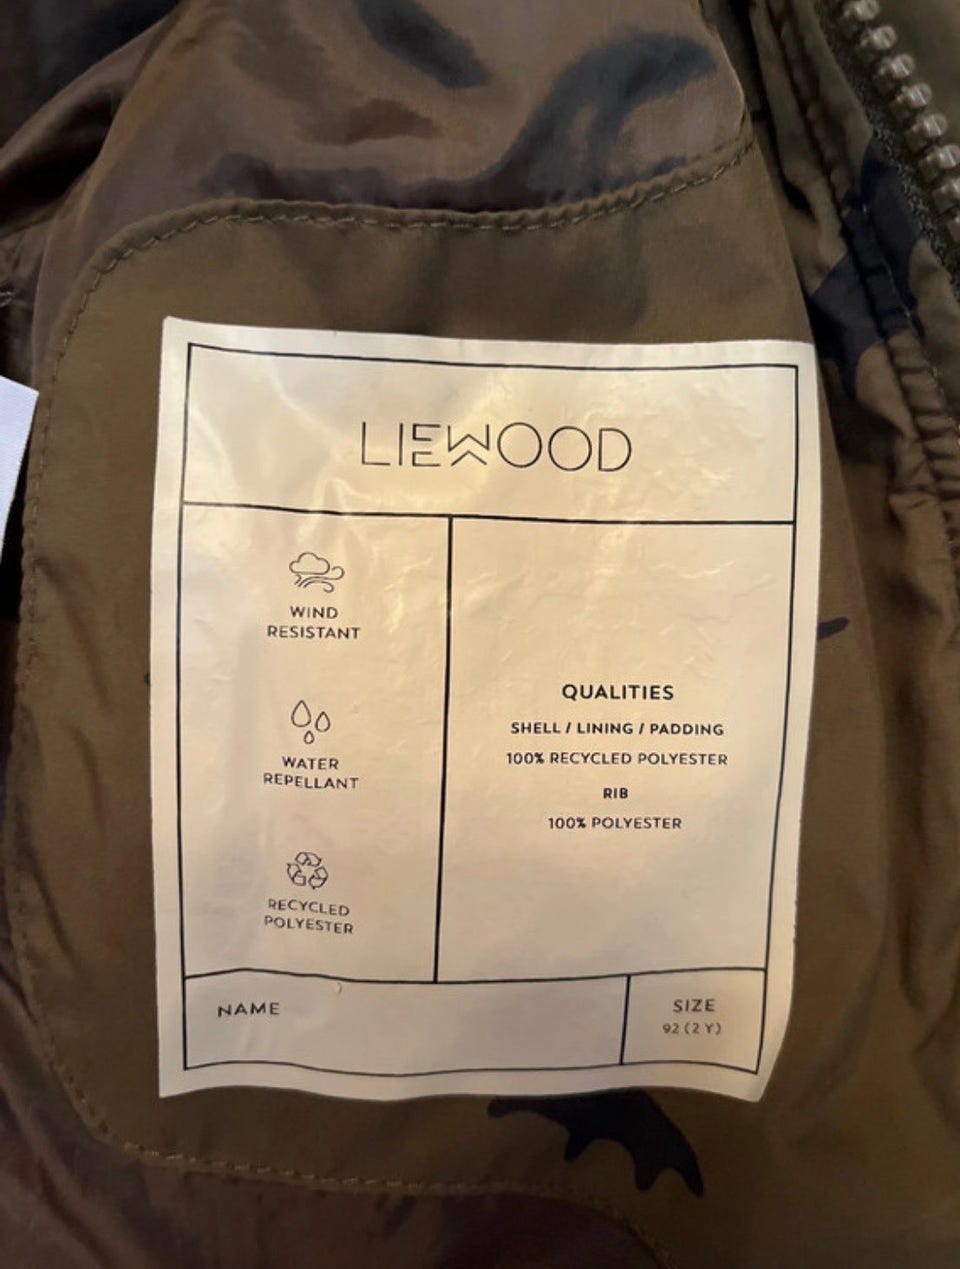 LIEWOOD
WIND
RESISTANT
WATER
REPELLANT
RECYCLED
POLYESTER
QUALITIES
SHELL / LINING / PADDING
100% RECYCLED POLYESTER
RIB
100% POLYESTER
NAME
SIZE
92 (2 Y)